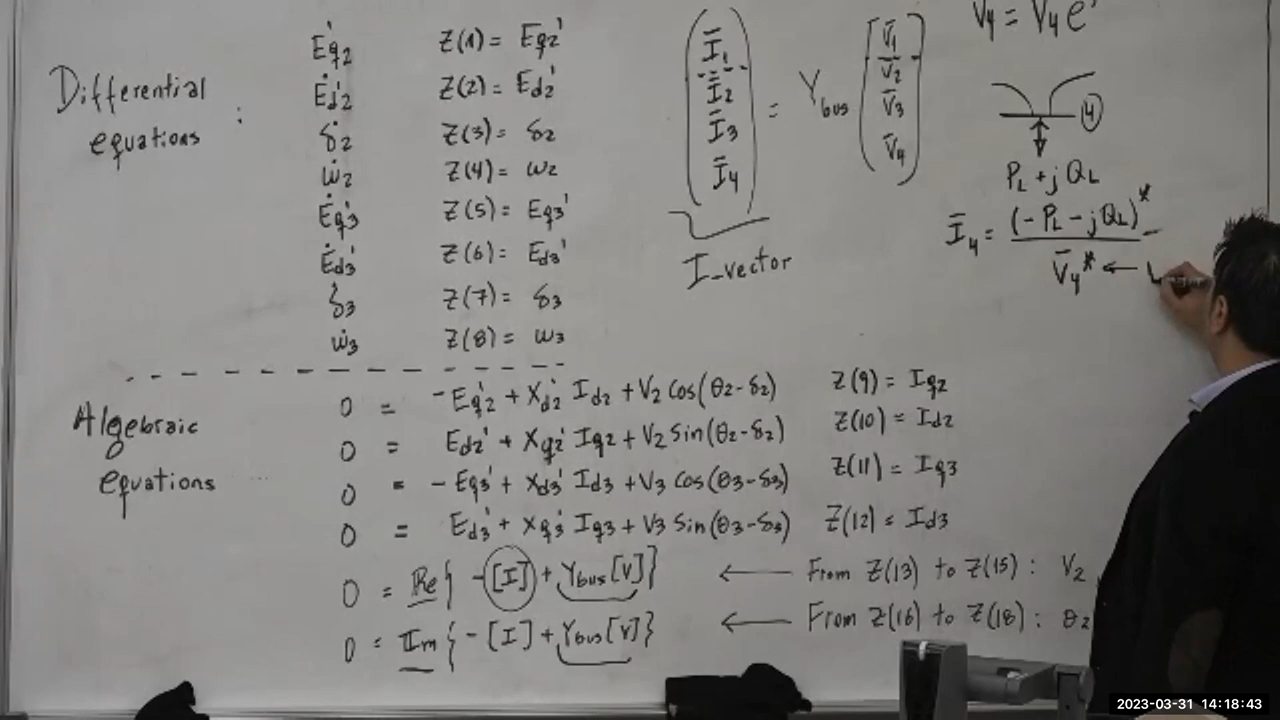 Differential
equations :
Ėq2'
Ėd2'
δ̇2
ω̇2
Ėq3'
Ėd3'
δ̇3
ω̇3
Z(1) = Eq2'
Z(2) = Ed2'
Z(3) = δ2
Z(4) = ω2
Z(5) = Eq3'
Z(6) = Ed3'
Z(7) = δ3
Z(8) = ω3
[Ī1 Ī2 Ī3 Ī4] = Ybus [V̄1 V̄2 V̄3 V̄4]
I_vector
V̄4 = V4 e
4
PL + jQL
Ī4 = (-PL - jQL)* / V̄4* ←
Algebraic
equations
0 = -Eq2' + Xd2' Id2 + V2 cos(θ2-δ2)
0 = Ed2' + Xq2' Iq2 + V2 Sin(θ2-δ2)
0 = -Eq3' + Xd3' Id3 + V3 Cos(θ3-δ3)
0 = Ed3' + Xq3' Iq3 + V3 Sin(θ3-δ3)
0 = Re{-[I] + Ybus[V]}
0 = Im{-[I] + Ybus[V]}
Z(9) = Iq2
Z(10) = Id2
Z(11) = Iq3
Z(12) = Id3
← From Z(13) to Z(15) : V2
← From Z(16) to Z(18) : θ2
2023-03-31 14:18:43